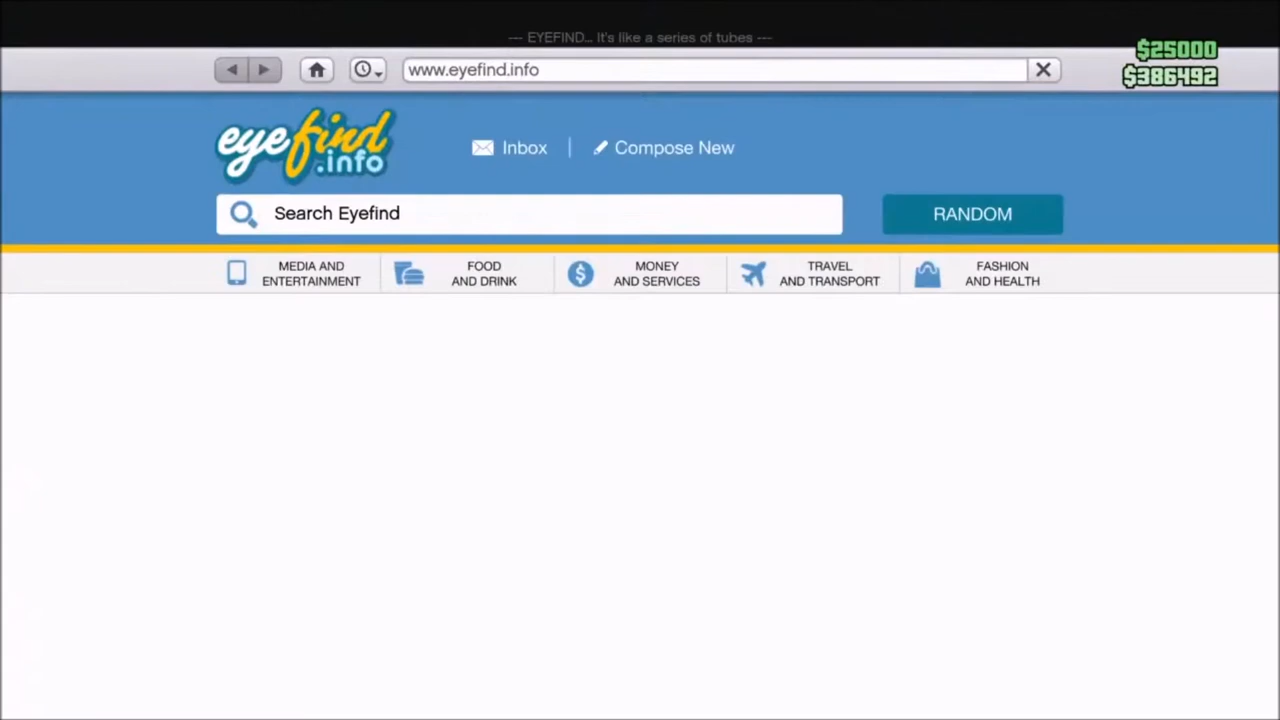 --- EYEFIND... It's like a series of tubes ---
$25000
www.eyefind.info
$386492
eyefind
.info
Inbox
Compose New
Search Eyefind
RANDOM
MEDIA AND
ENTERTAINMENT
FOOD
AND DRINK
MONEY
AND SERVICES
TRAVEL
AND TRANSPORT
FASHION
AND HEALTH